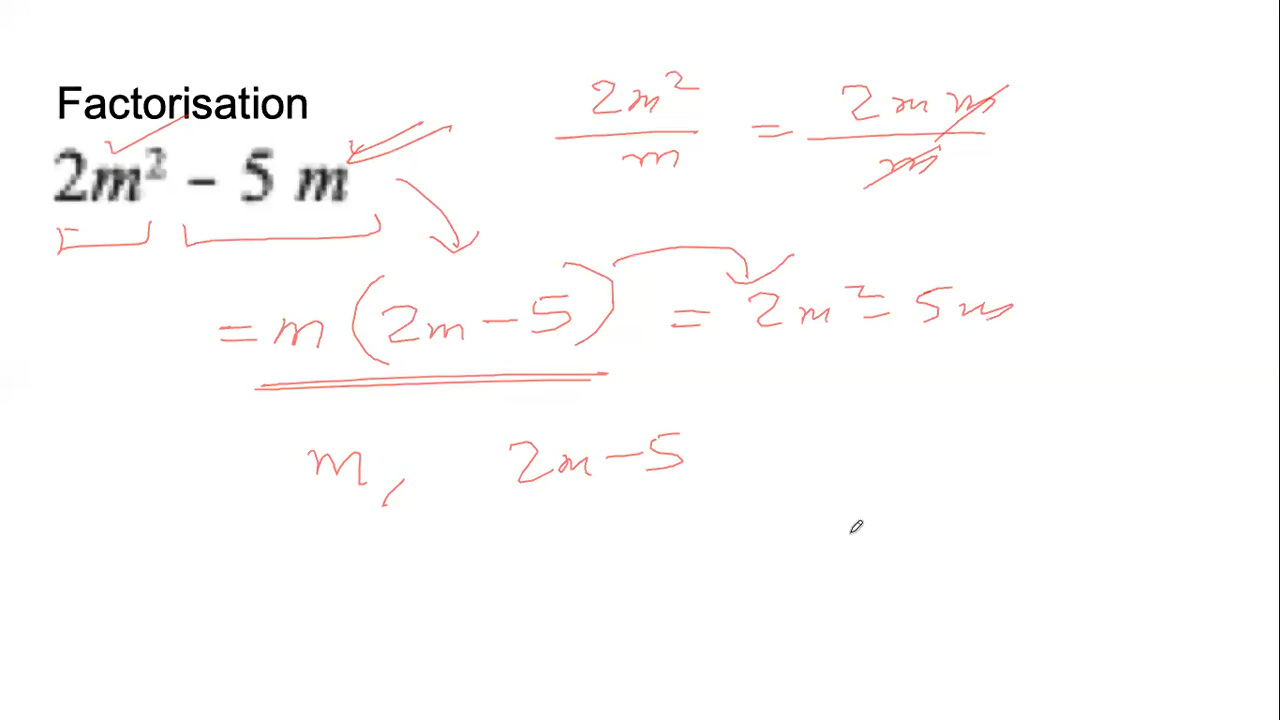 Factorisation
2m² – 5 m
2m²/m = 2m m/m
= m(2m – 5) = 2m² – 5m
m, 2m – 5